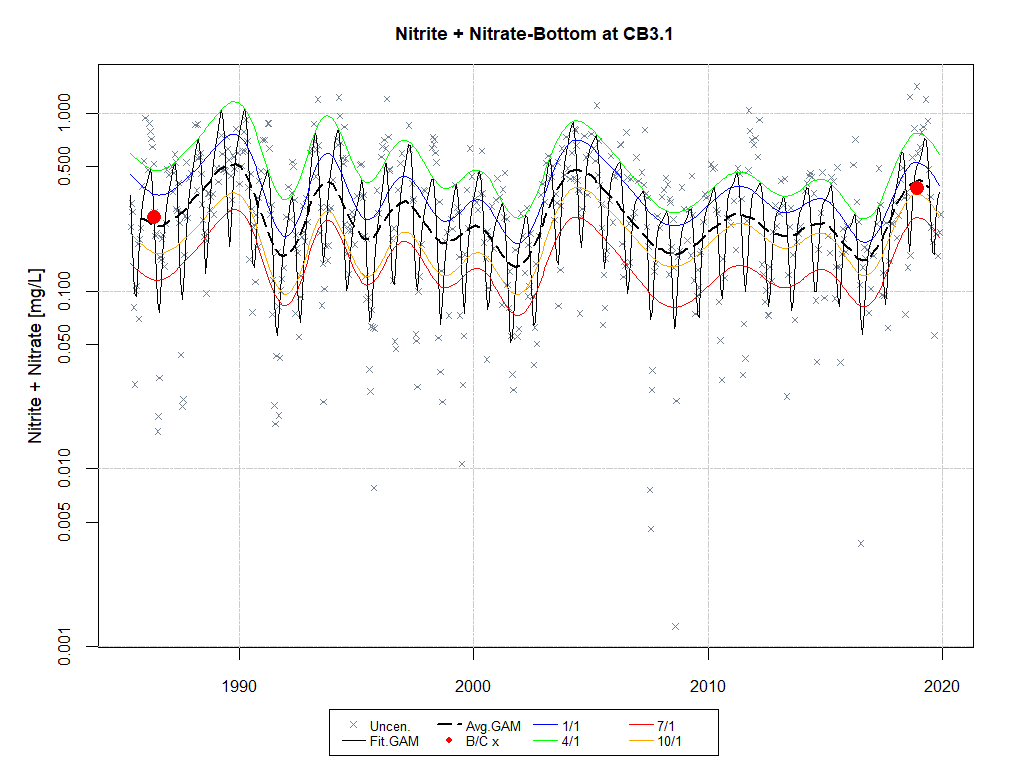 Nitrite + Nitrate-Bottom at CB3.1
Nitrite + Nitrate [mg/L]
1.000
0.500
0.100
0.050
0.010
0.005
0.001
1990 2000 2010 2020
Uncen. Avg.GAM 1/1 7/1
Fit.GAM B/C x 4/1 10/1